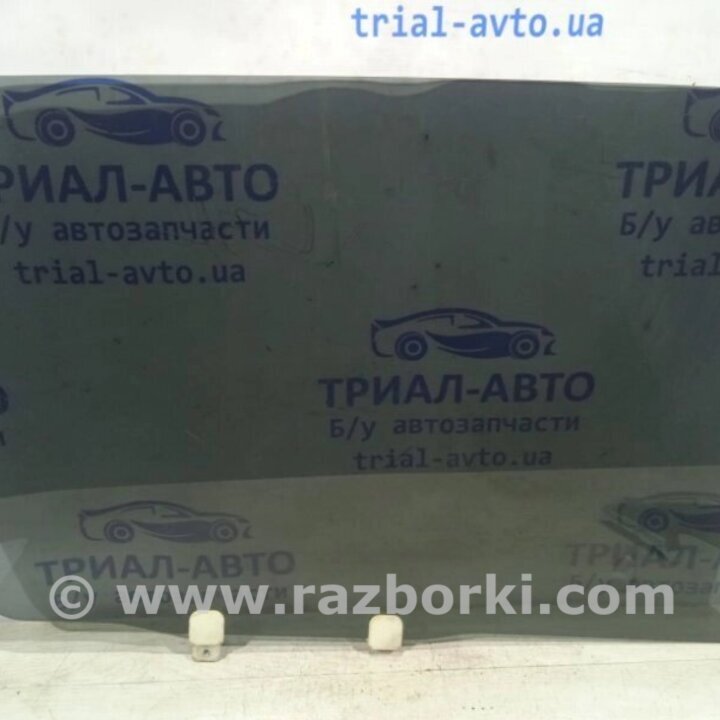 trial-avto.ua
ТРИАЛ-АВТО
б/у автозапчасти
trial-avto.ua
ТРИА
Б/у
trial
ТРИАЛ-АВТО
Б/у автозапчасти
trial-avto.ua
ТРИАЛ-АВТО
ТРИАЛ-А
© www.razborki.com